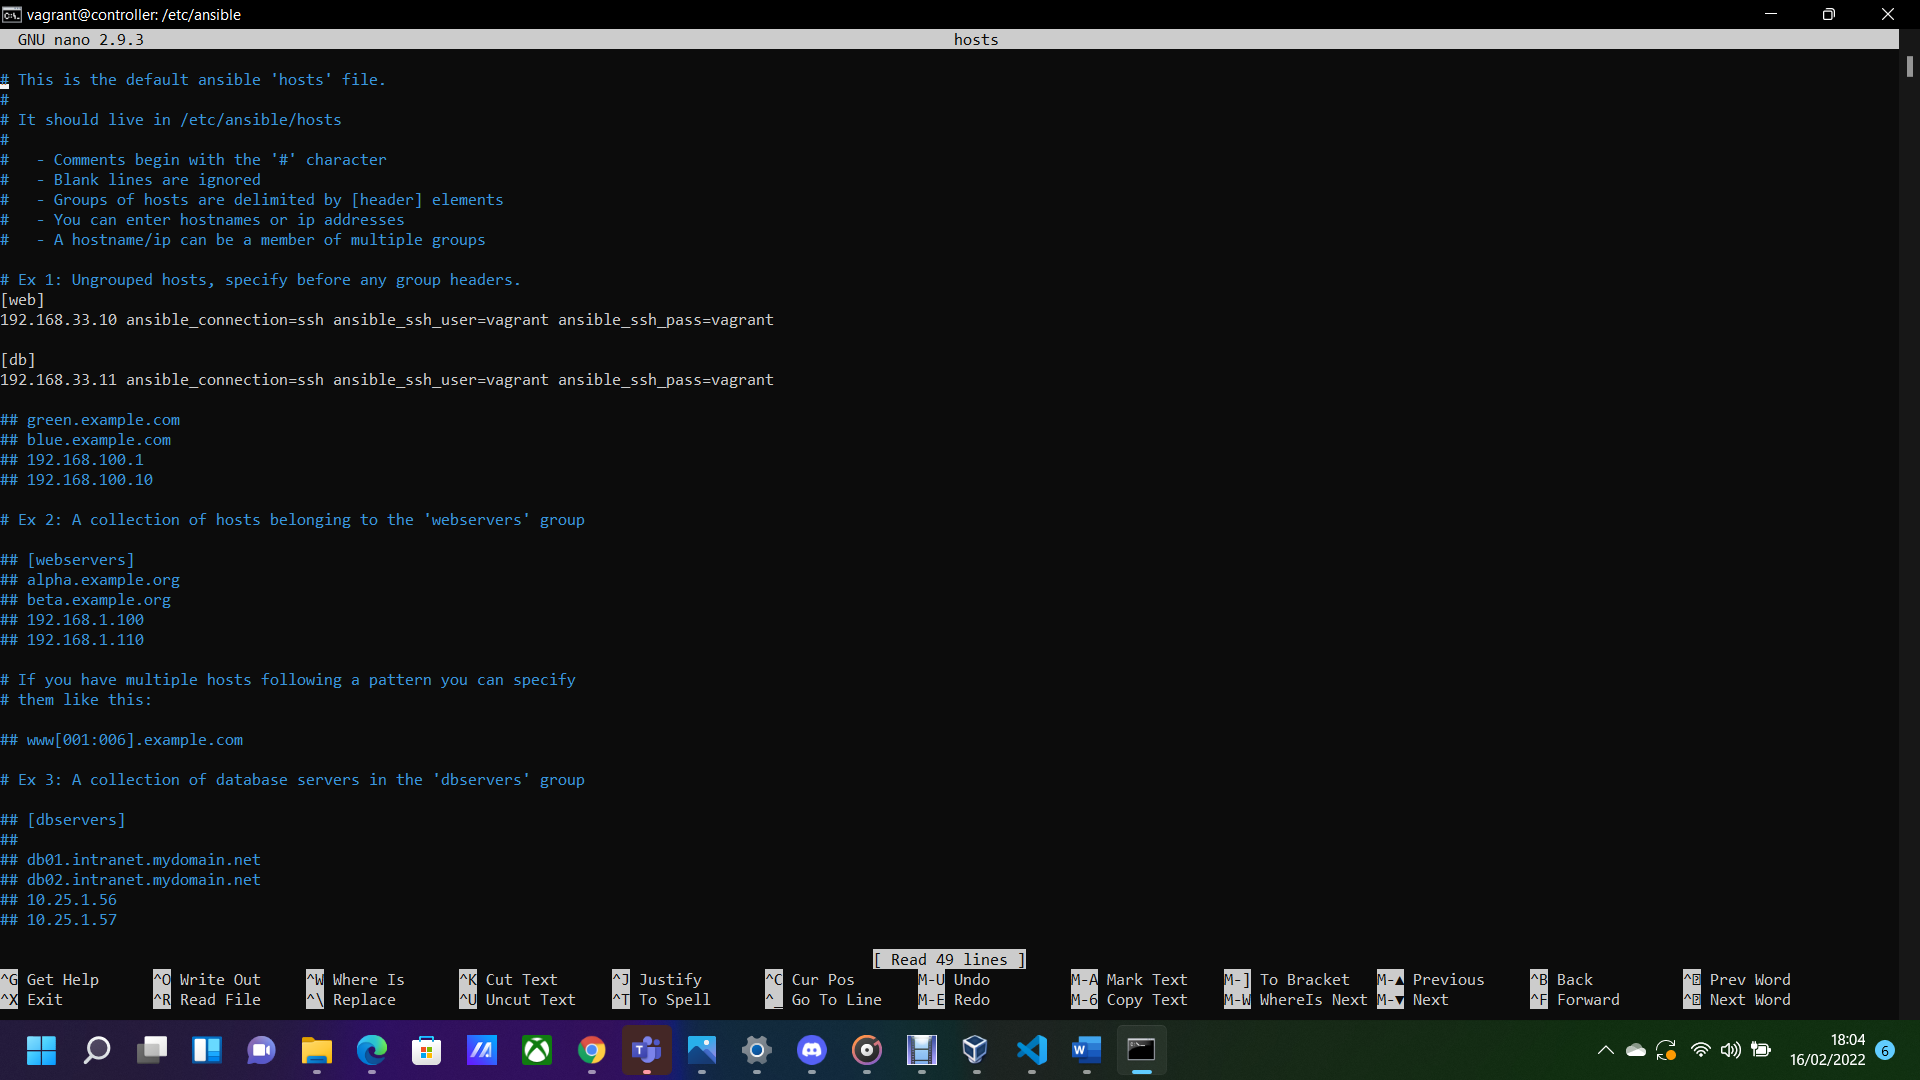 vagrant@controller: /etc/ansible
GNU nano 2.9.3 hosts
# This is the default ansible 'hosts' file.
#
# It should live in /etc/ansible/hosts
#
#   - Comments begin with the '#' character
#   - Blank lines are ignored
#   - Groups of hosts are delimited by [header] elements
#   - You can enter hostnames or ip addresses
#   - A hostname/ip can be a member of multiple groups
# Ex 1: Ungrouped hosts, specify before any group headers.
[web]
192.168.33.10 ansible_connection=ssh ansible_ssh_user=vagrant ansible_ssh_pass=vagrant
[db]
192.168.33.11 ansible_connection=ssh ansible_ssh_user=vagrant ansible_ssh_pass=vagrant
## green.example.com
## blue.example.com
## 192.168.100.1
## 192.168.100.10
# Ex 2: A collection of hosts belonging to the 'webservers' group
## [webservers]
## alpha.example.org
## beta.example.org
## 192.168.1.100
## 192.168.1.110
# If you have multiple hosts following a pattern you can specify
# them like this:
## www[001:006].example.com
# Ex 3: A collection of database servers in the 'dbservers' group
## [dbservers]
##
## db01.intranet.mydomain.net
## db02.intranet.mydomain.net
## 10.25.1.56
## 10.25.1.57
[ Read 49 lines ]
^G Get Help ^O Write Out ^W Where Is ^K Cut Text ^J Justify ^C Cur Pos M-U Undo M-A Mark Text M-] To Bracket M-▲ Previous ^B Back ^ Prev Word
^X Exit ^R Read File ^\ Replace ^U Uncut Text ^T To Spell ^_ Go To Line M-E Redo M-6 Copy Text M-W WhereIs Next M-▼ Next ^F Forward ^ Next Word
18:04
16/02/2022
6